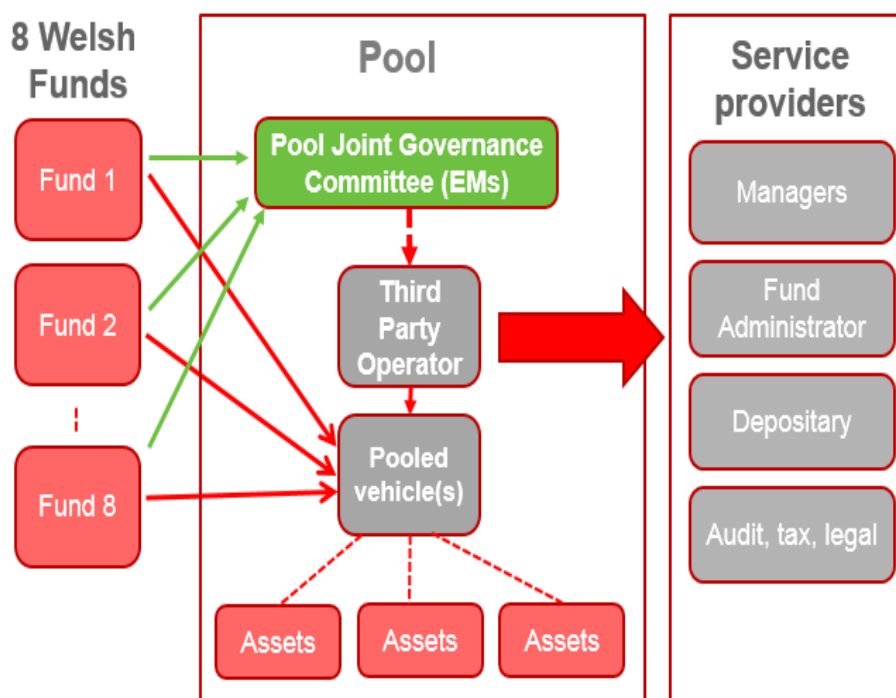 8 Welsh
Funds
Fund 1
Fund 2
Fund 8
Pool
Pool Joint Governance
Committee (EMs)
Third
Party
Operator
Pooled
vehicle(s)
Assets
Assets
Assets
Service
providers
Managers
Fund
Administrator
Depositary
Audit, tax, legal